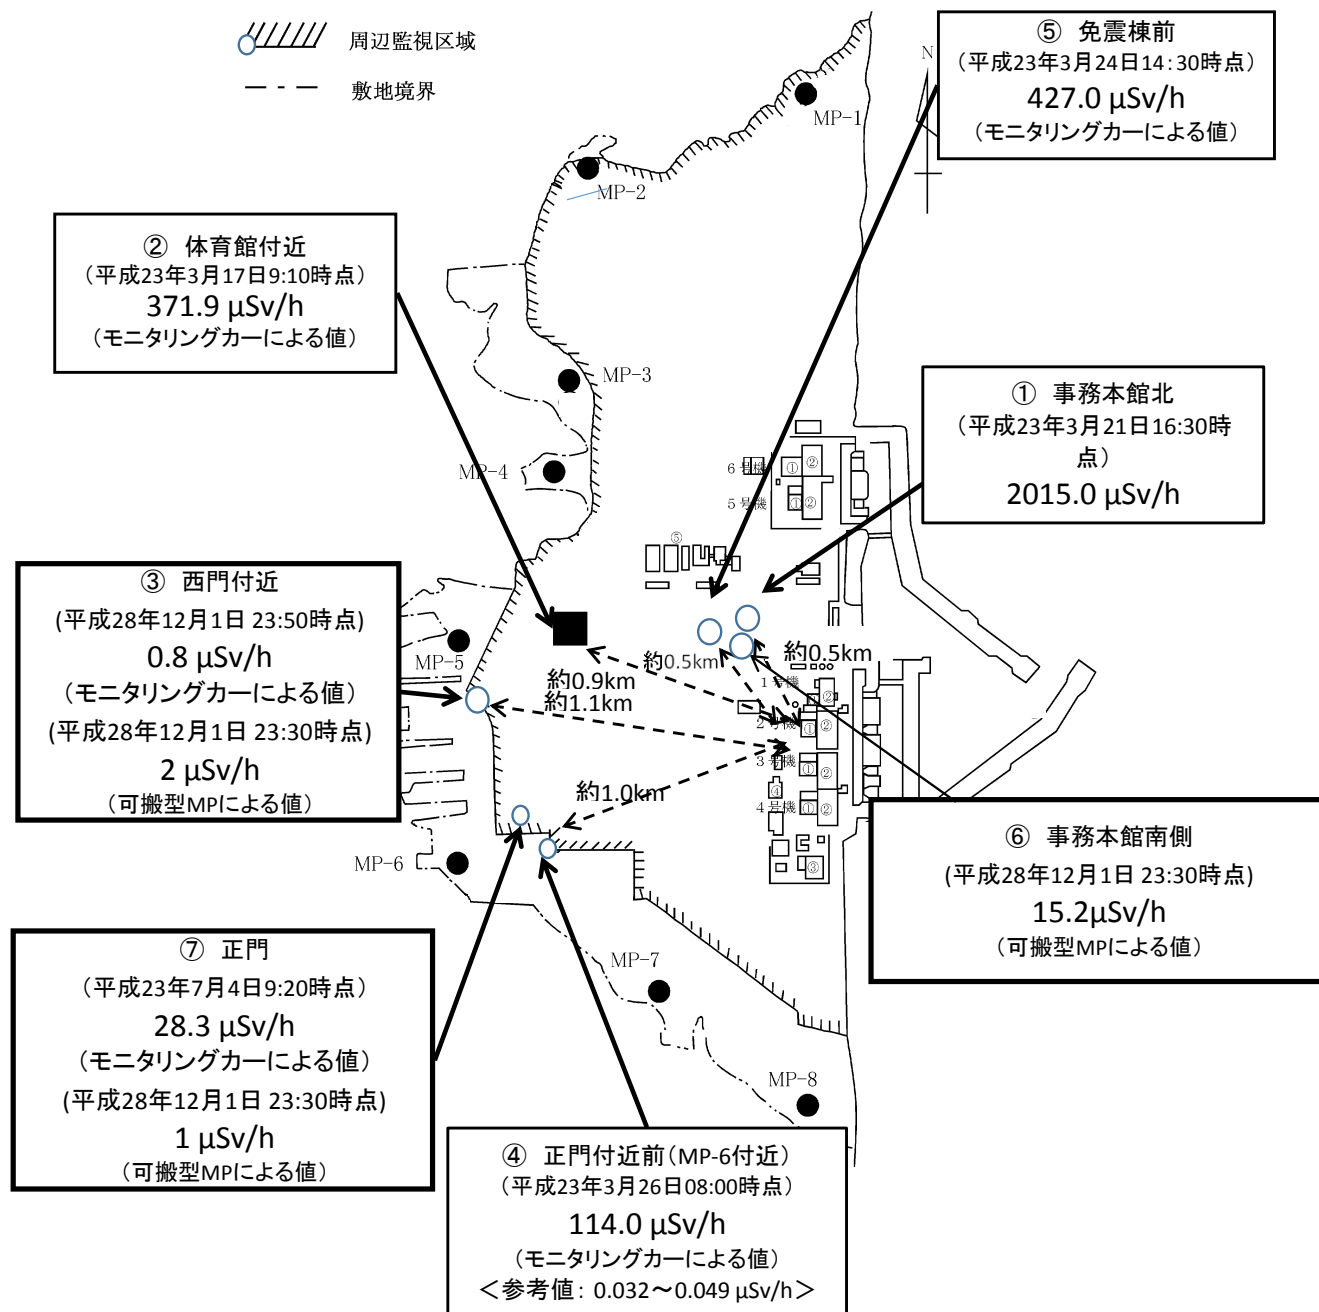 周辺監視区域
敷地境界
⑤ 免震棟前
(平成23年3月24日14:30時点)
427.0 μSv/h
(モニタリングカーによる値)
N
MP-1
MP-2
② 体育館付近
(平成23年3月17日9:10時点)
371.9 μSv/h
(モニタリングカーによる値)
MP-3
MP-4
① 事務本館北
(平成23年3月21日16:30時
点)
2015.0 μSv/h
6号機
① ②
5号機
① ②
⑤
③ 西門付近
(平成28年12月1日 23:50時点)
0.8 μSv/h
(モニタリングカーによる値)
(平成28年12月1日 23:30時点)
2 μSv/h
(可搬型MPによる値)
MP-5
約0.5km
約0.5km
約0.9km
約1.1km
1号機
②
2号機
① ②
3号機
① ②
④
4号機
① ②
③
約1.0km
MP-6
⑥ 事務本館南側
(平成28年12月1日 23:30時点)
15.2μSv/h
(可搬型MPによる値)
⑦ 正門
(平成23年7月4日9:20時点)
28.3 μSv/h
(モニタリングカーによる値)
(平成28年12月1日 23:30時点)
1 μSv/h
(可搬型MPによる値)
MP-7
MP-8
④ 正門付近前(MP-6付近)
(平成23年3月26日08:00時点)
114.0 μSv/h
(モニタリングカーによる値)
＜参考値: 0.032～0.049 μSv/h＞